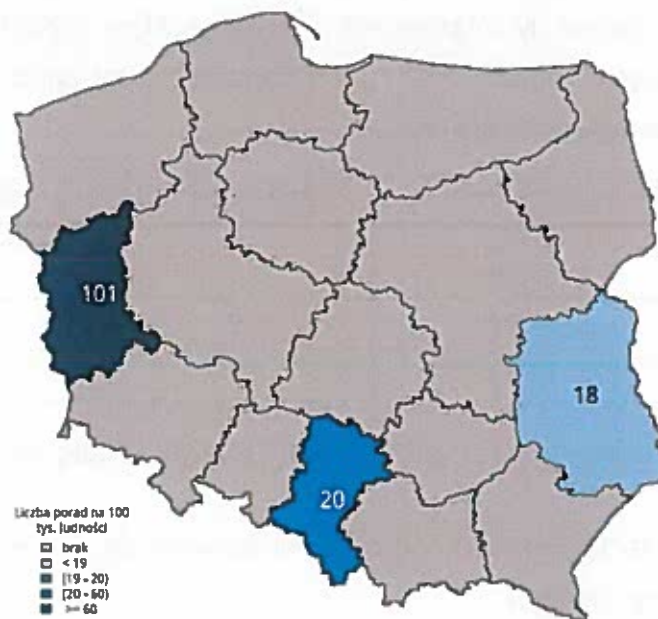 101
18
20
Liczba porad na 100
tys. ludności
brak
< 19
[19 - 20)
[20 - 60)
>= 60